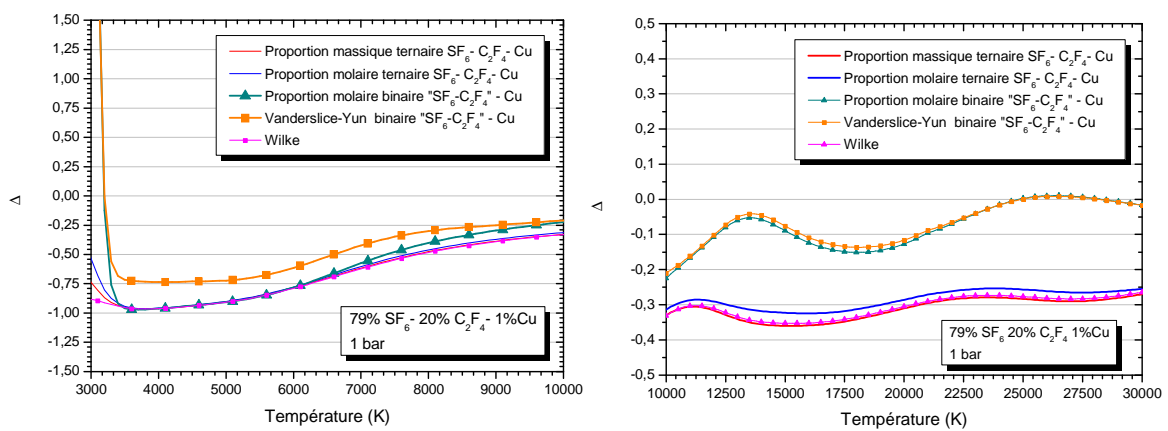 1,50
1,25
1,00
0,75
0,50
0,25
0,00
-0,25
-0,50
-0,75
-1,00
-1,25
-1,50
Δ
Proportion massique ternaire SF6- C2F4- Cu
Proportion molaire ternaire SF6- C2F4- Cu
Proportion molaire binaire "SF6-C2F4" - Cu
Vanderslice-Yun binaire "SF6-C2F4" - Cu
Wilke
79% SF6- 20% C2F4- 1%Cu
1 bar
3000 4000 5000 6000 7000 8000 9000 10000
Température (K)
0,5
0,4
0,3
0,2
0,1
0,0
-0,1
-0,2
-0,3
-0,4
-0,5
Δ
Proportion massique ternaire SF6- C2F4- Cu
Proportion molaire ternaire SF6- C2F4- Cu
Proportion molaire binaire "SF6-C2F4" - Cu
Vanderslice-Yun binaire "SF6-C2F4" - Cu
Wilke
79% SF6 20% C2F4 1%Cu
1 bar
10000 12500 15000 17500 20000 22500 25000 27500 30000
Température (K)